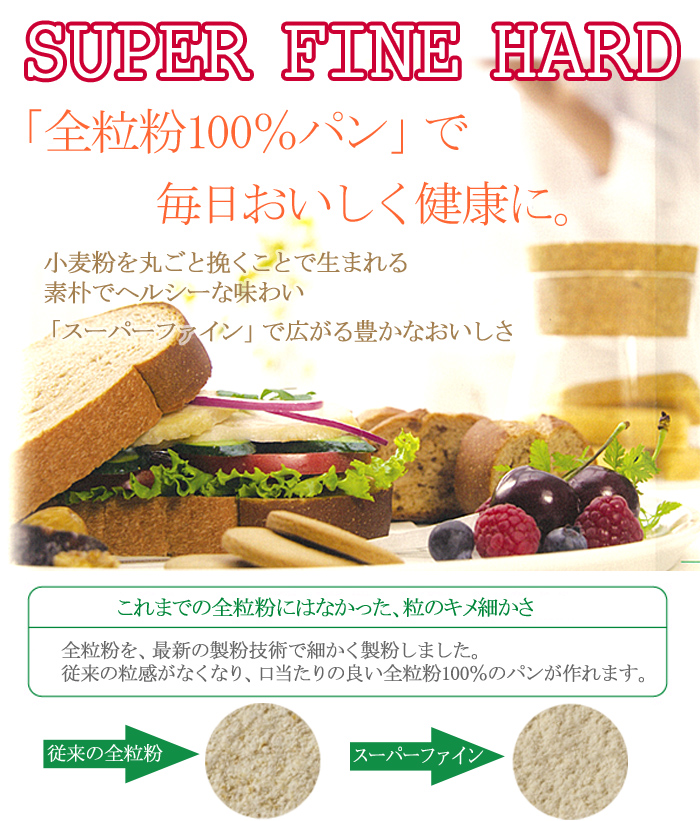 SUPER FINE HARD
「全粒粉100％パン」で
毎日おいしく健康に。
小麦粉を丸ごと挽くことで生まれる
素朴でヘルシーな味わい
「スーパーファイン」で広がる豊かなおいしさ
これまでの全粒粉にはなかった、粒のキメ細かさ
全粒粉を、最新の製粉技術で細かく製粉しました。
従来の粒感がなくなり、口当たりの良い全粒粉100％のパンが作れます。
従来の全粒粉
スーパーファイン